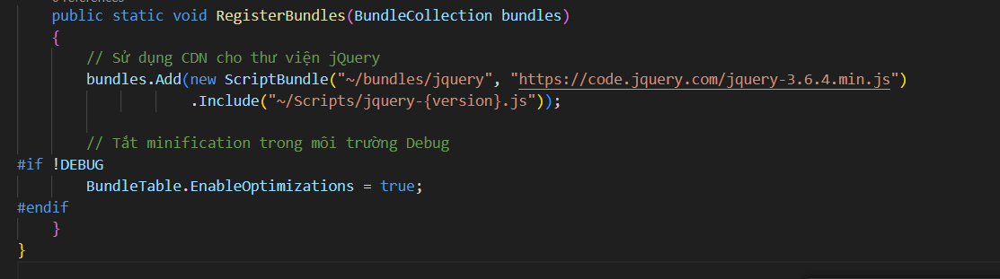 0 references
public static void RegisterBundles(BundleCollection bundles)
{
// Sử dụng CDN cho thư viện jQuery
bundles.Add(new ScriptBundle("~/bundles/jquery", "https://code.jquery.com/jquery-3.6.4.min.js")
.Include("~/Scripts/jquery-{version}.js"));
// Tắt minification trong môi trường Debug
#if !DEBUG
BundleTable.EnableOptimizations = true;
#endif
}
}